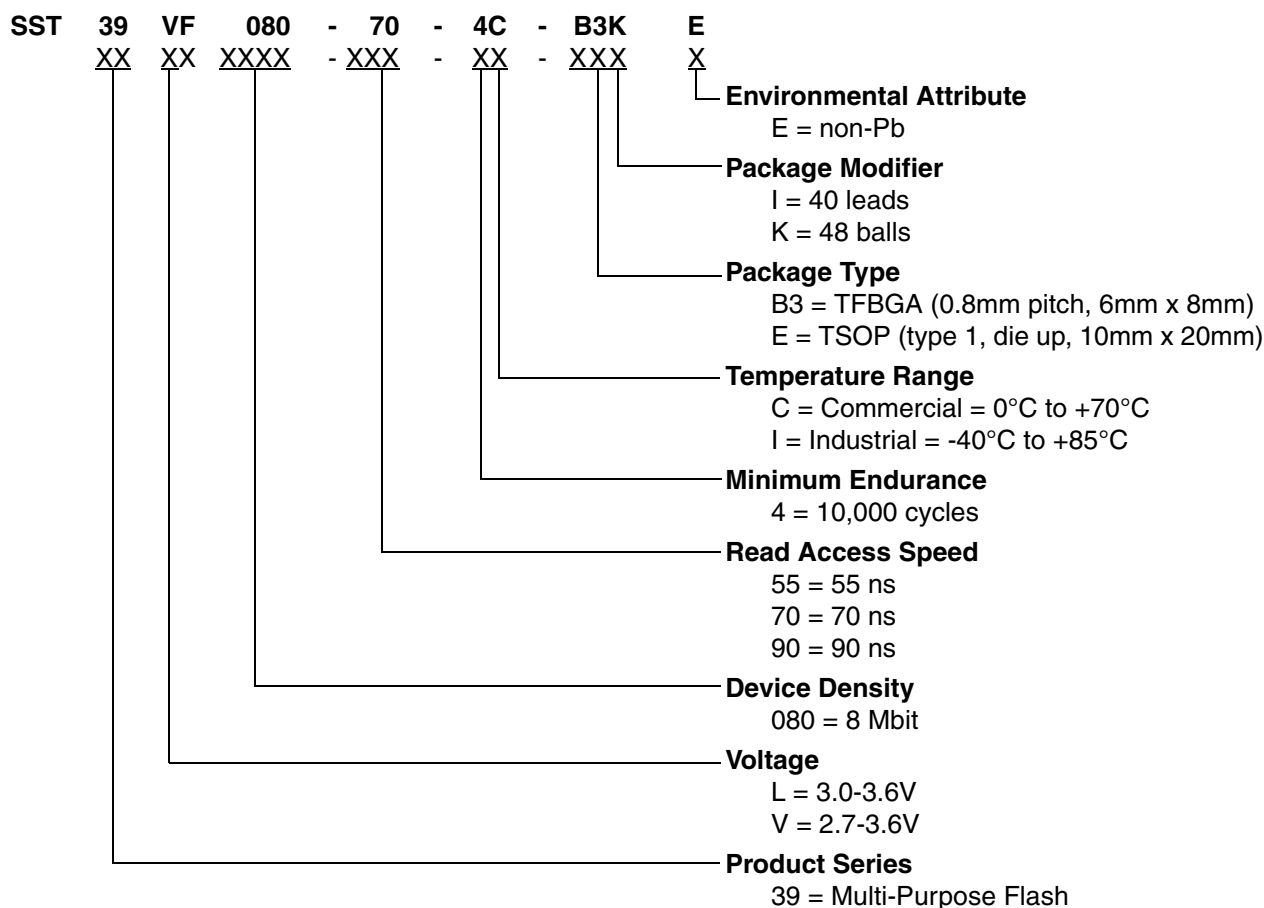 SST 39 VF 080 - 70 - 4C - B3K E
XX XX XXXX - XXX - XX - XXX X
Environmental Attribute
E = non-Pb
Package Modifier
I = 40 leads
K = 48 balls
Package Type
B3 = TFBGA (0.8mm pitch, 6mm x 8mm)
E = TSOP (type 1, die up, 10mm x 20mm)
Temperature Range
C = Commercial = 0°C to +70°C
I = Industrial = -40°C to +85°C
Minimum Endurance
4 = 10,000 cycles
Read Access Speed
55 = 55 ns
70 = 70 ns
90 = 90 ns
Device Density
080 = 8 Mbit
Voltage
L = 3.0-3.6V
V = 2.7-3.6V
Product Series
39 = Multi-Purpose Flash